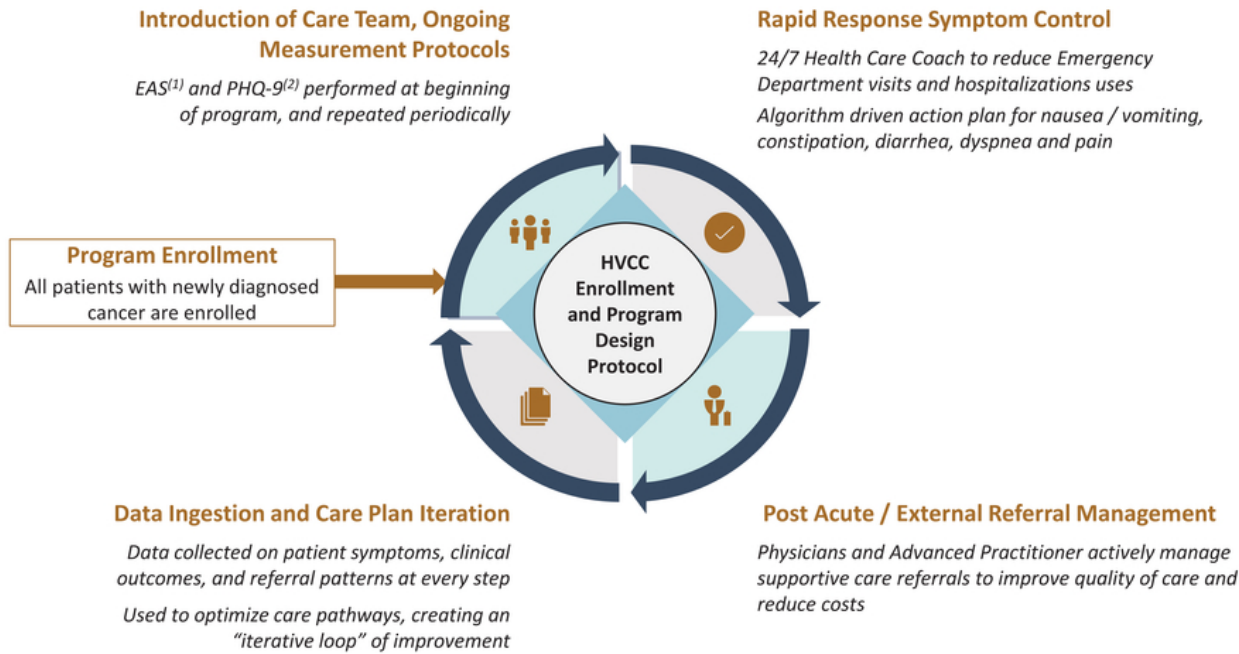 Introduction of Care Team, Ongoing
Measurement Protocols
EAS(1) and PHQ-9(2) performed at beginning
of program, and repeated periodically
Rapid Response Symptom Control
24/7 Health Care Coach to reduce Emergency
Department visits and hospitalizations uses
Algorithm driven action plan for nausea / vomiting,
constipation, diarrhea, dyspnea and pain
Program Enrollment
All patients with newly diagnosed
cancer are enrolled
HVCC
Enrollment
and Program
Design
Protocol
Data Ingestion and Care Plan Iteration
Data collected on patient symptoms, clinical
outcomes, and referral patterns at every step
Used to optimize care pathways, creating an
“iterative loop” of improvement
Post Acute / External Referral Management
Physicians and Advanced Practitioner actively manage
supportive care referrals to improve quality of care and
reduce costs